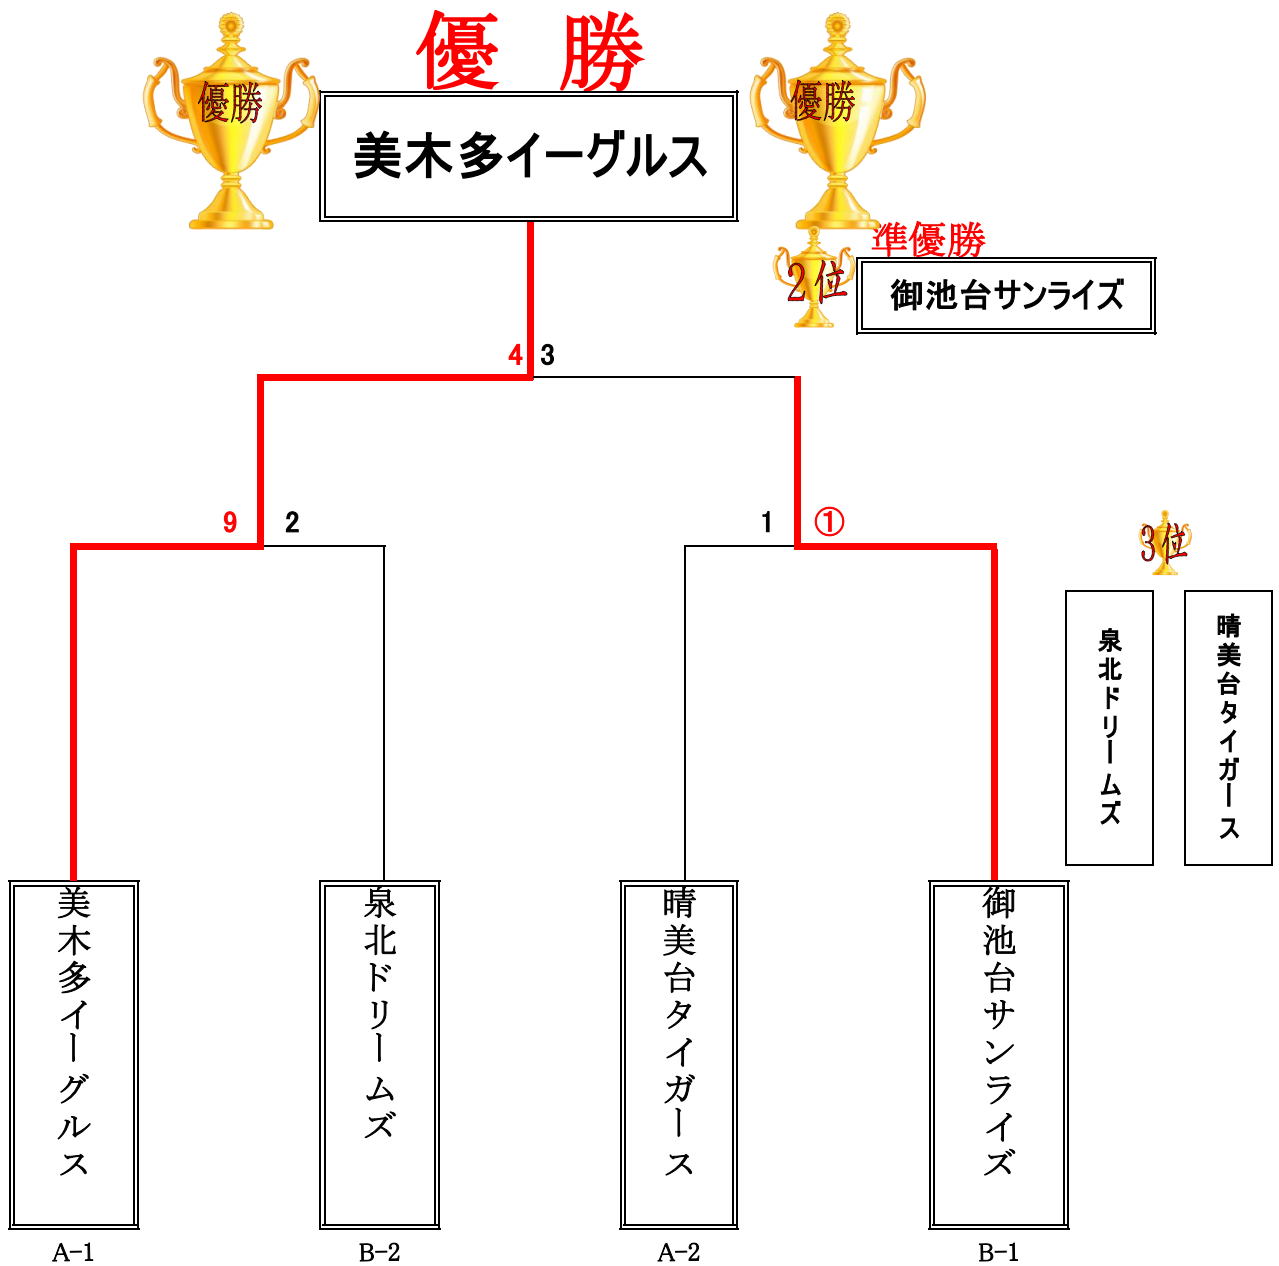 優　勝
優勝
優勝
美木多イーグルス
準優勝
2位
御池台サンライズ
4 3
9 2
1 ①
3位
泉北ドリームズ
晴美台タイガース
美木多イーグルス
泉北ドリームズ
晴美台タイガース
御池台サンライズ
A-1
B-2
A-2
B-1